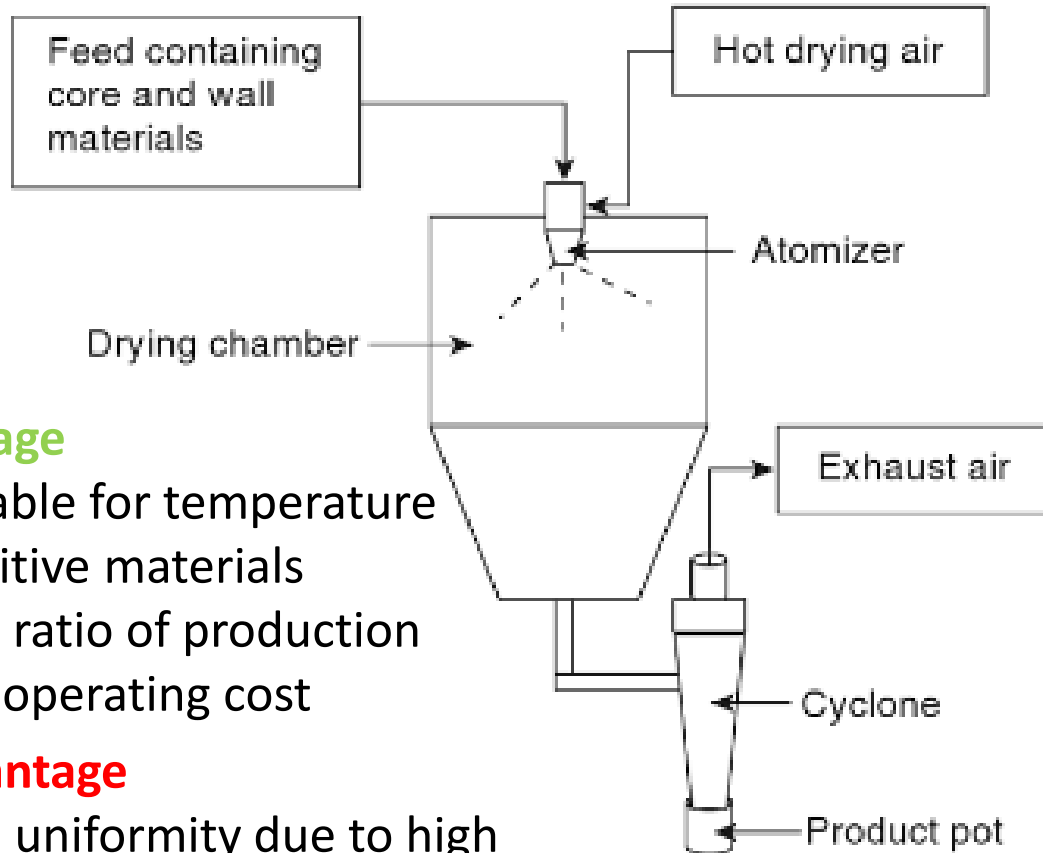 Feed containing
core and wall
materials
Hot drying air
Atomizer
Drying chamber
age
able for temperature
itive materials
ratio of production
operating cost
Exhaust air
Cyclone
antage
uniformity due to high
Product pot